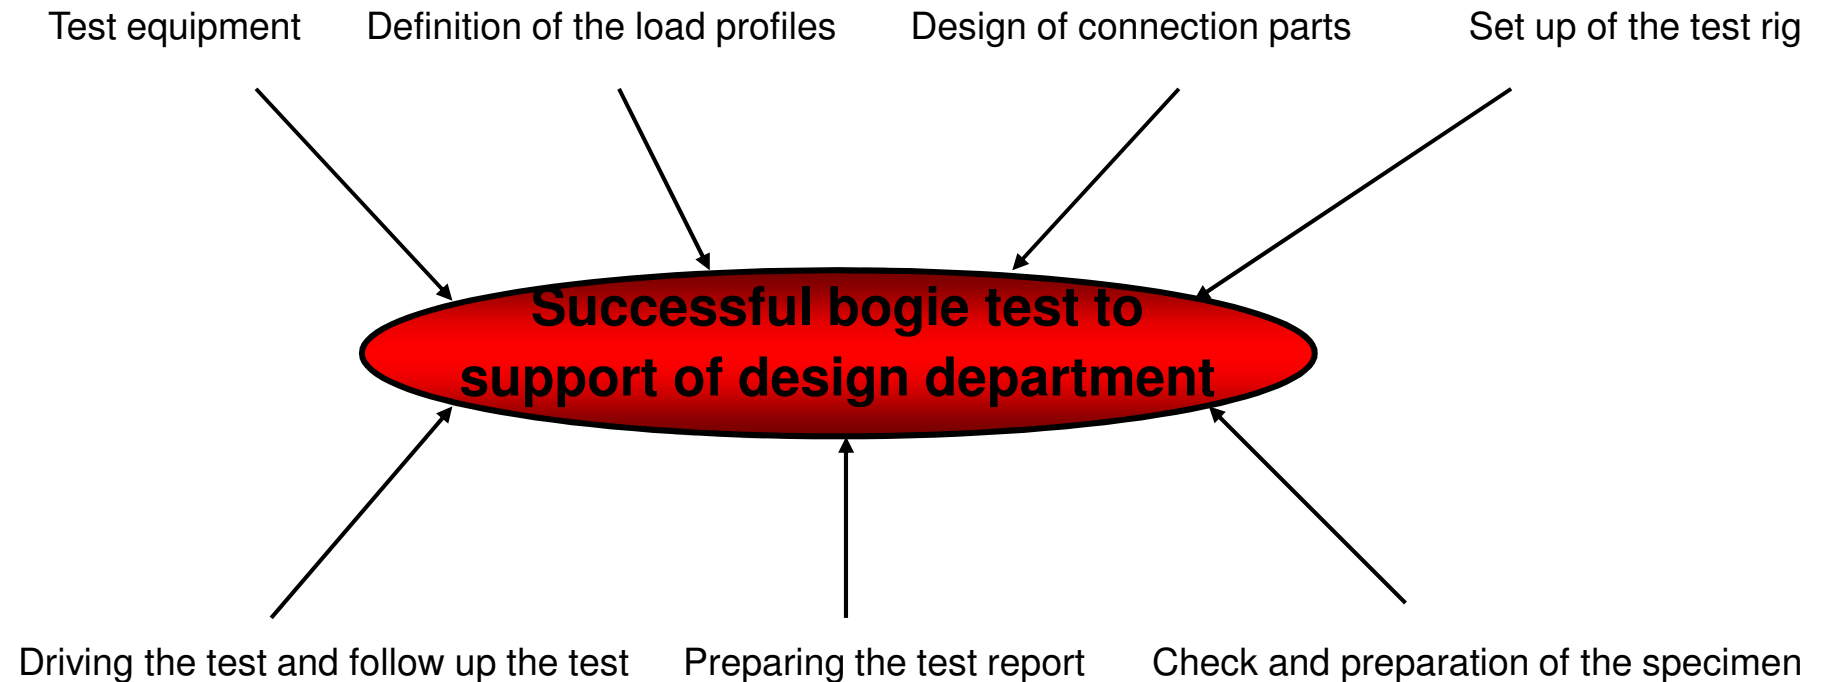 Test equipment
Definition of the load profiles
Design of connection parts
Set up of the test rig
Successful bogie test to
support of design department
Driving the test and follow up the test
Preparing the test report
Check and preparation of the specimen